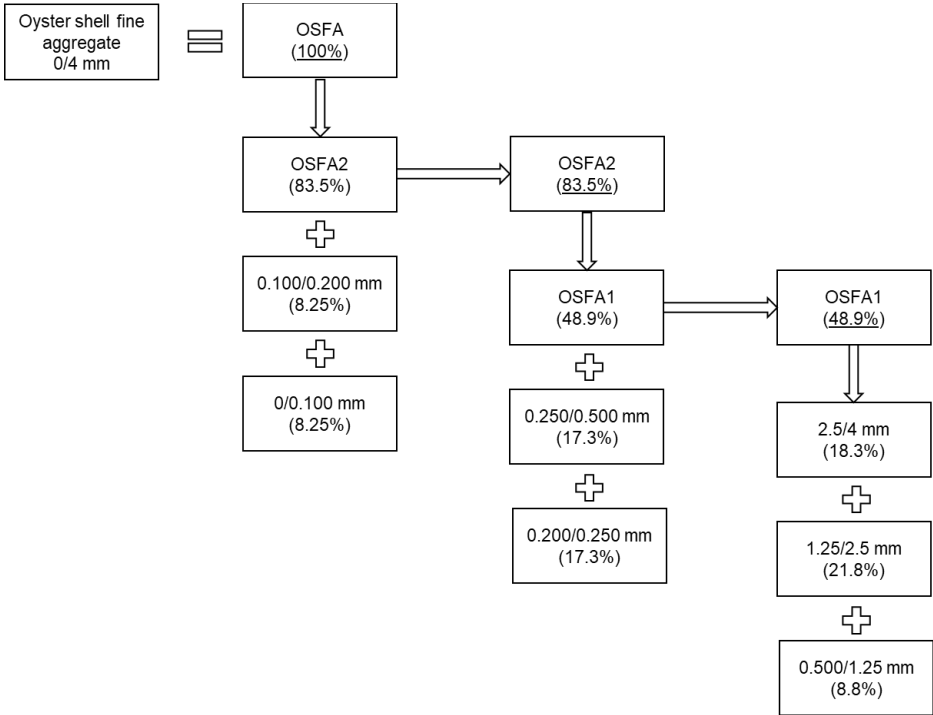 Oyster shell fine
aggregate
0/4 mm
OSFA
(100%)
OSFA2
(83.5%)
OSFA2
(83.5%)
0.100/0.200 mm
(8.25%)
OSFA1
(48.9%)
OSFA1
(48.9%)
0/0.100 mm
(8.25%)
0.250/0.500 mm
(17.3%)
2.5/4 mm
(18.3%)
0.200/0.250 mm
(17.3%)
1.25/2.5 mm
(21.8%)
0.500/1.25 mm
(8.8%)